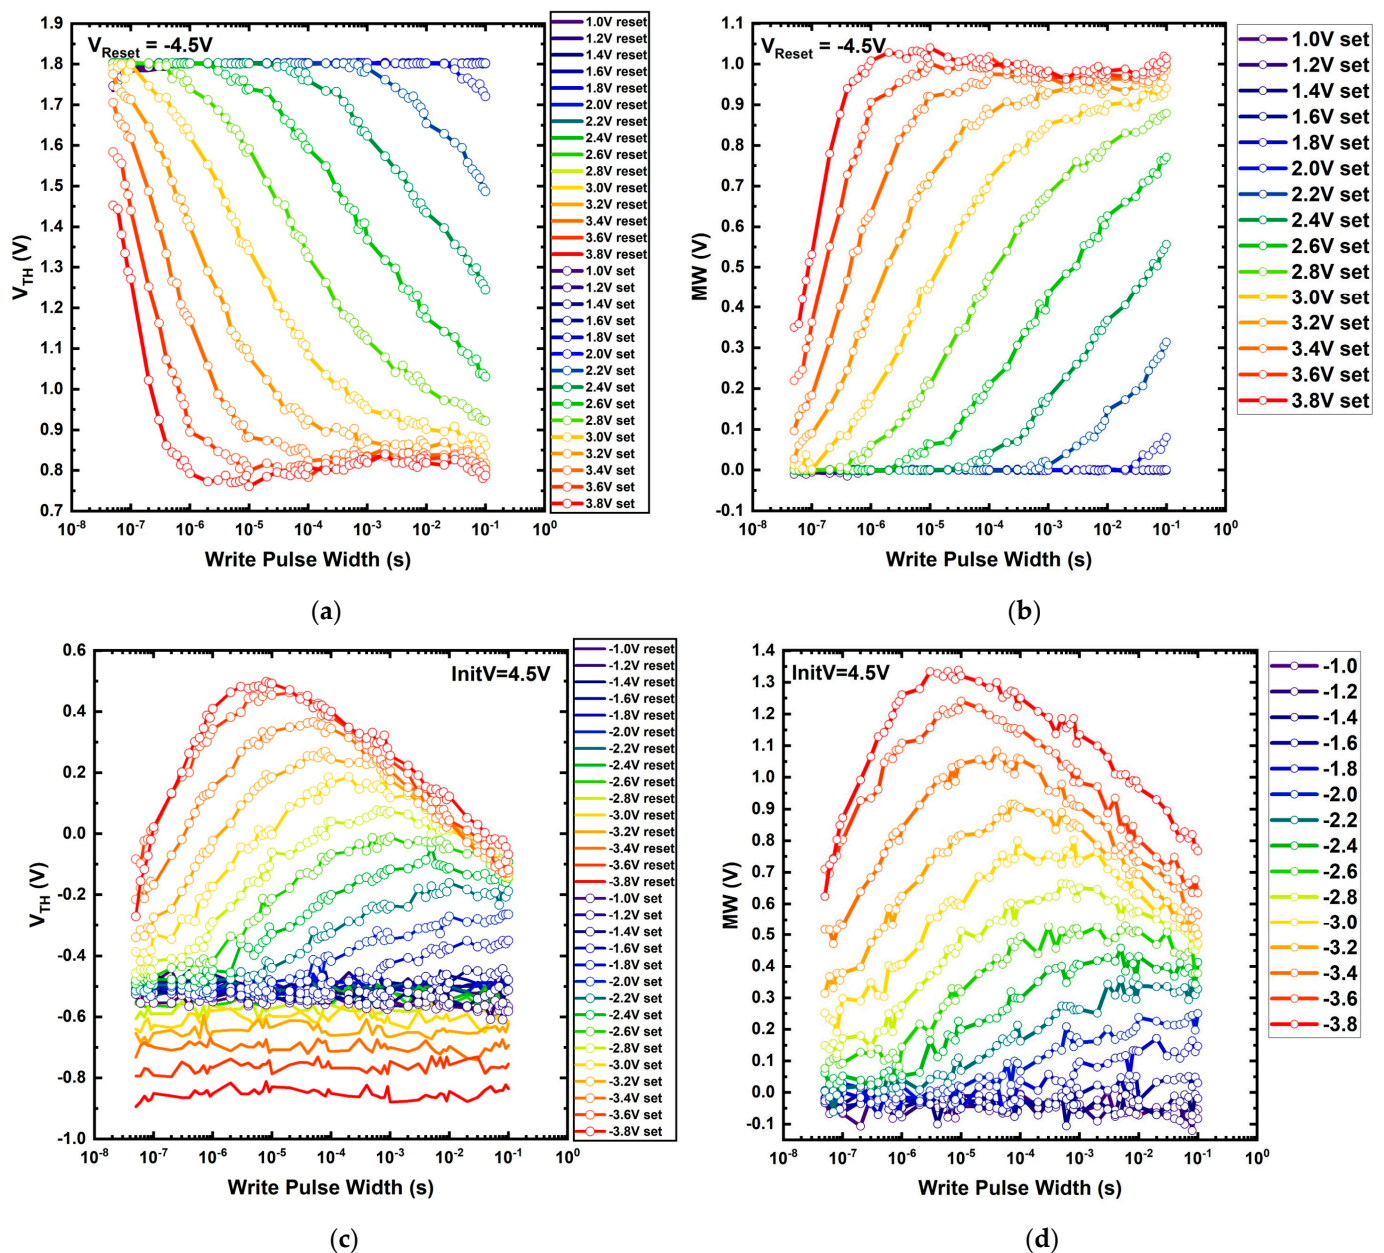 V_Reset = -4.5V
1.9
1.8
1.7
1.6
1.5
1.4
1.3
1.2
1.1
1.0
0.9
0.8
0.7
V_TH (V)
10^-8 10^-7 10^-6 10^-5 10^-4 10^-3 10^-2 10^-1 10^0
Write Pulse Width (s)
1.0V reset
1.2V reset
1.4V reset
1.6V reset
1.8V reset
2.0V reset
2.2V reset
2.4V reset
2.6V reset
2.8V reset
3.0V reset
3.2V reset
3.4V reset
3.6V reset
3.8V reset
1.0V set
1.2V set
1.4V set
1.6V set
1.8V set
2.0V set
2.2V set
2.4V set
2.6V set
2.8V set
3.0V set
3.2V set
3.4V set
3.6V set
3.8V set
(a)
V_Reset = -4.5V
1.1
1.0
0.9
0.8
0.7
0.6
0.5
0.4
0.3
0.2
0.1
0.0
-0.1
MW (V)
10^-8 10^-7 10^-6 10^-5 10^-4 10^-3 10^-2 10^-1 10^0
Write Pulse Width (s)
1.0V set
1.2V set
1.4V set
1.6V set
1.8V set
2.0V set
2.2V set
2.4V set
2.6V set
2.8V set
3.0V set
3.2V set
3.4V set
3.6V set
3.8V set
(b)
InitV=4.5V
0.6
0.4
0.2
0.0
-0.2
-0.4
-0.6
-0.8
-1.0
V_TH (V)
10^-8 10^-7 10^-6 10^-5 10^-4 10^-3 10^-2 10^-1 10^0
Write Pulse Width (s)
-1.0V reset
-1.2V reset
-1.4V reset
-1.6V reset
-1.8V reset
-2.0V reset
-2.2V reset
-2.4V reset
-2.6V reset
-2.8V reset
-3.0V reset
-3.2V reset
-3.4V reset
-3.6V reset
-3.8V reset
-1.0V set
-1.2V set
-1.4V set
-1.6V set
-1.8V set
-2.0V set
-2.2V set
-2.4V set
-2.6V set
-2.8V set
-3.0V set
-3.2V set
-3.4V set
-3.6V set
-3.8V set
(c)
InitV=4.5V
1.4
1.3
1.2
1.1
1.0
0.9
0.8
0.7
0.6
0.5
0.4
0.3
0.2
0.1
0.0
-0.1
MW (V)
10^-8 10^-7 10^-6 10^-5 10^-4 10^-3 10^-2 10^-1 10^0
Write Pulse Width (s)
-1.0
-1.2
-1.4
-1.6
-1.8
-2.0
-2.2
-2.4
-2.6
-2.8
-3.0
-3.2
-3.4
-3.6
-3.8
(d)